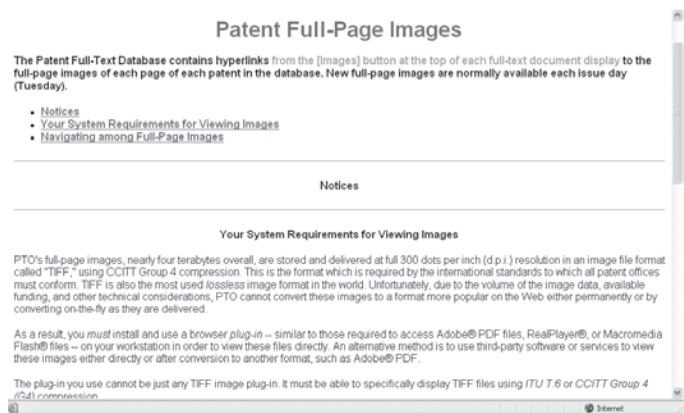 Patent Full-Page Images
The Patent Full-Text Database contains hyperlinks from the [Images] button at the top of each full-text document display to the
full-page images of each page of each patent in the database. New full-page images are normally available each issue day
(Tuesday).
• Notices
• Your System Requirements for Viewing Images
• Navigating among Full-Page Images
Notices
Your System Requirements for Viewing Images
PTO's full-page images, nearly four terabytes overall, are stored and delivered at full 300 dots per inch (d.p.i.) resolution in an image file format
called "TIFF," using CCITT Group 4 compression. This is the format which is required by the international standards to which all patent offices
must conform. TIFF is also the most used lossless image format in the world. Unfortunately, due to the volume of the image data, available
funding, and other technical considerations, PTO cannot convert these images to a format more popular on the Web either permanently or by
converting on-the-fly as they are delivered.
As a result, you must install and use a browser plug-in -- similar to those required to access Adobe® PDF files, RealPlayer®, or Macromedia
Flash® files -- on your workstation in order to view these files directly. An alternative method is to use third-party software or services to view
these images either directly or after conversion to another format, such as Adobe® PDF.
The plug-in you use cannot be just any TIFF image plug-in. It must be able to specifically display TIFF files using ITU T.6 or CCITT Group 4
(G4) compression
Internet